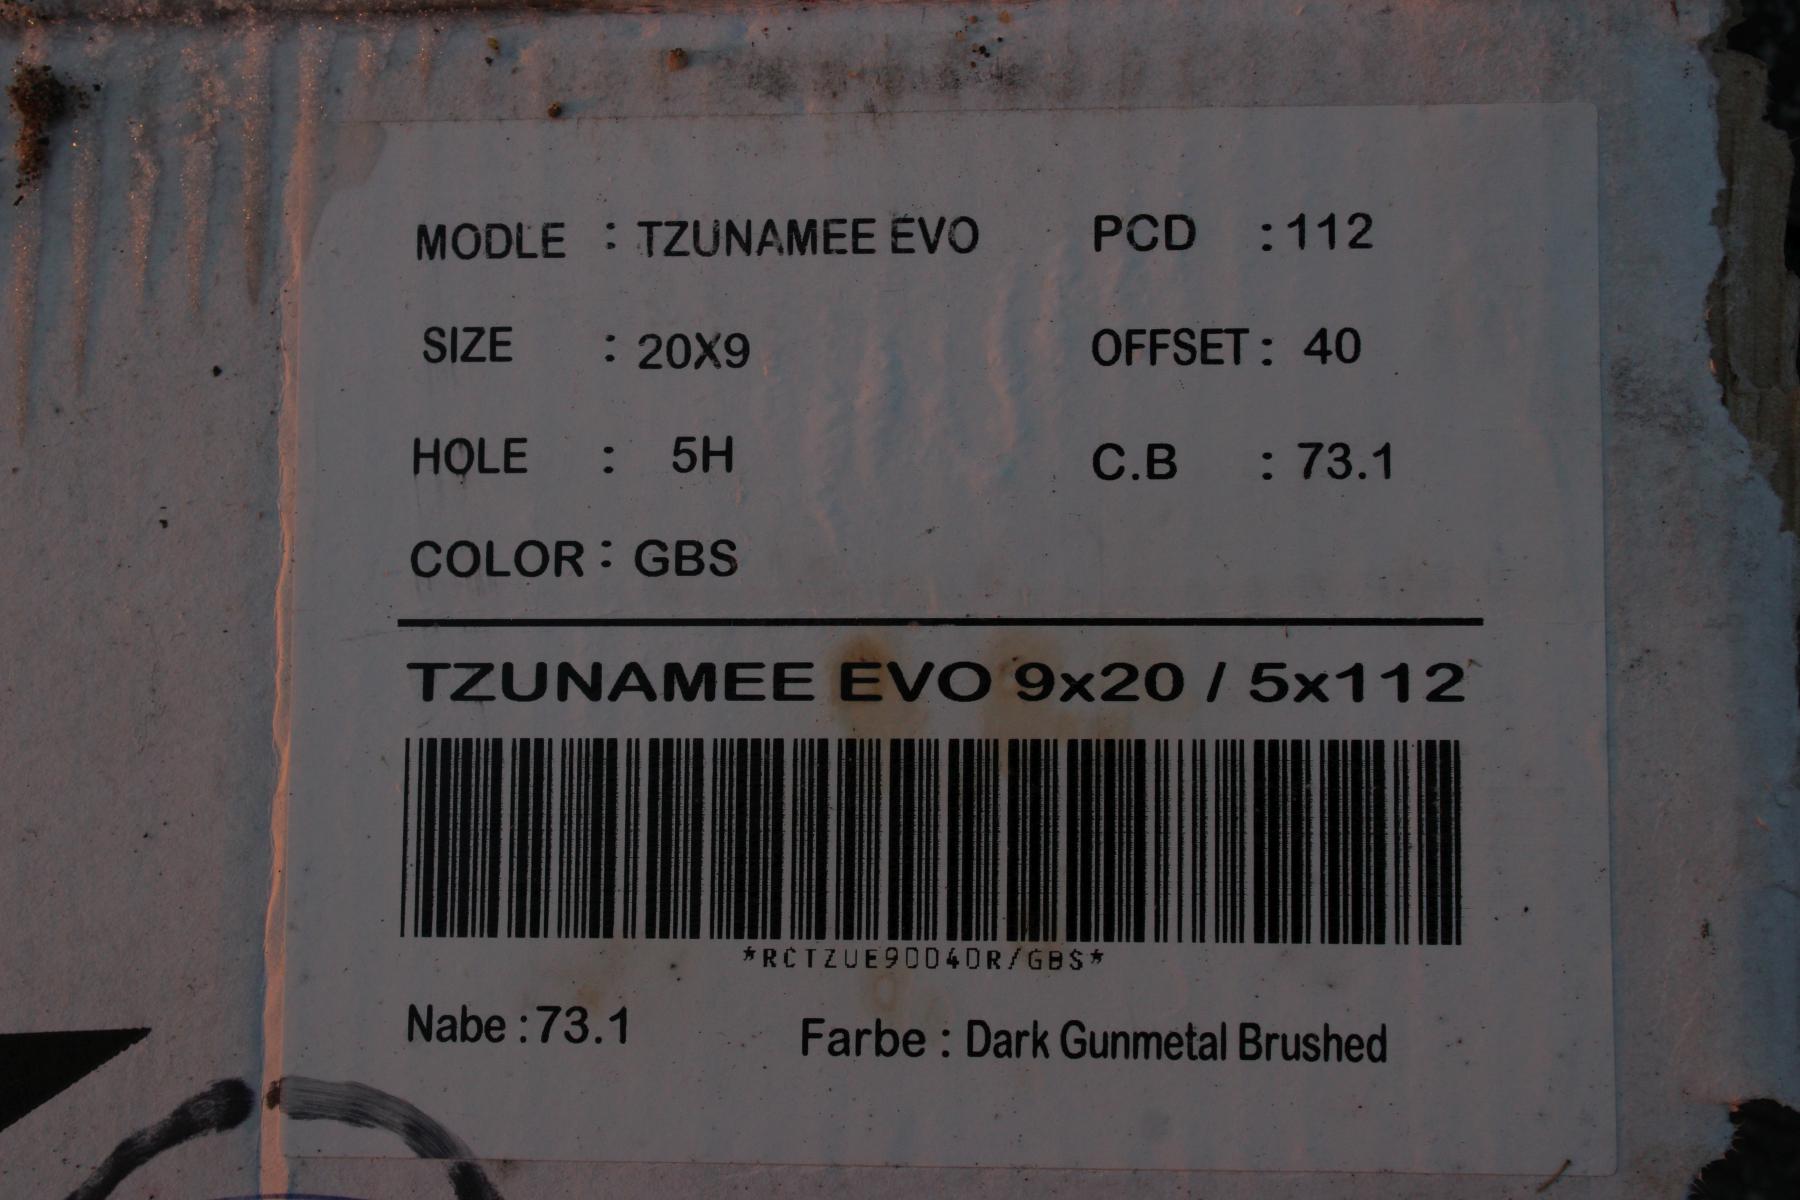 MODLE : TZUNAMEE EVO PCD : 112
SIZE : 20X9 OFFSET : 40
HOLE : 5H C.B : 73.1
COLOR : GBS
TZUNAMEE EVO 9x20 / 5x112
*RCTZUE90040R/GBS*
Nabe : 73.1 Farbe : Dark Gunmetal Brushed